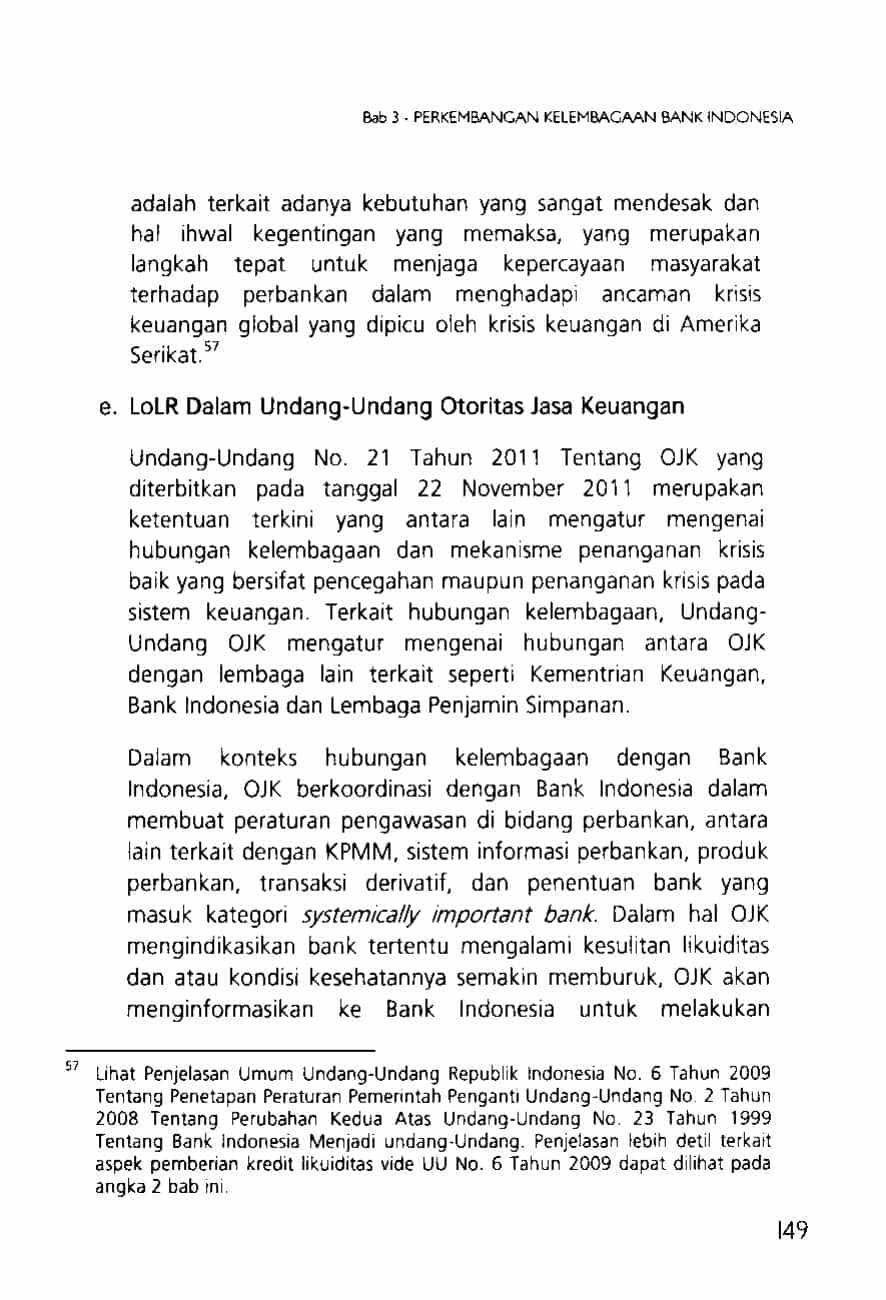 Bab 3 - PERKEMBANGAN KELEMBAGAAN BANK INDONESIA
adalah terkait adanya kebutuhan yang sangat mendesak dan
hal ihwal kegentingan yang memaksa, yang merupakan
langkah tepat untuk menjaga kepercayaan masyarakat
terhadap perbankan dalam menghadapi ancaman krisis
keuangan global yang dipicu oleh krisis keuangan di Amerika
Serikat.57
e. LoLR Dalam Undang-Undang Otoritas Jasa Keuangan
Undang-Undang No. 21 Tahun 2011 Tentang OJK yang
diterbitkan pada tanggal 22 November 2011 merupakan
ketentuan terkini yang antara lain mengatur mengenai
hubungan kelembagaan dan mekanisme penanganan krisis
baik yang bersifat pencegahan maupun penanganan krisis pada
sistem keuangan. Terkait hubungan kelembagaan, Undang-
Undang OJK mengatur mengenai hubungan antara OJK
dengan lembaga lain terkait seperti Kementrian Keuangan,
Bank Indonesia dan Lembaga Penjamin Simpanan.
Dalam konteks hubungan kelembagaan dengan Bank
Indonesia, OJK berkoordinasi dengan Bank Indonesia dalam
membuat peraturan pengawasan di bidang perbankan, antara
lain terkait dengan KPMM, sistem informasi perbankan, produk
perbankan, transaksi derivatif, dan penentuan bank yang
masuk kategori systemically important bank. Dalam hal OJK
mengindikasikan bank tertentu mengalami kesulitan likuiditas
dan atau kondisi kesehatannya semakin memburuk, OJK akan
menginformasikan ke Bank Indonesia untuk melakukan
57 Lihat Penjelasan Umum Undang-Undang Republik Indonesia No. 6 Tahun 2009
Tentang Penetapan Peraturan Pemerintah Penganti Undang-Undang No. 2 Tahun
2008 Tentang Perubahan Kedua Atas Undang-Undang No. 23 Tahun 1999
Tentang Bank Indonesia Menjadi undang-Undang. Penjelasan lebih detil terkait
aspek pemberian kredit likuiditas vide UU No. 6 Tahun 2009 dapat dilihat pada
angka 2 bab ini.
149